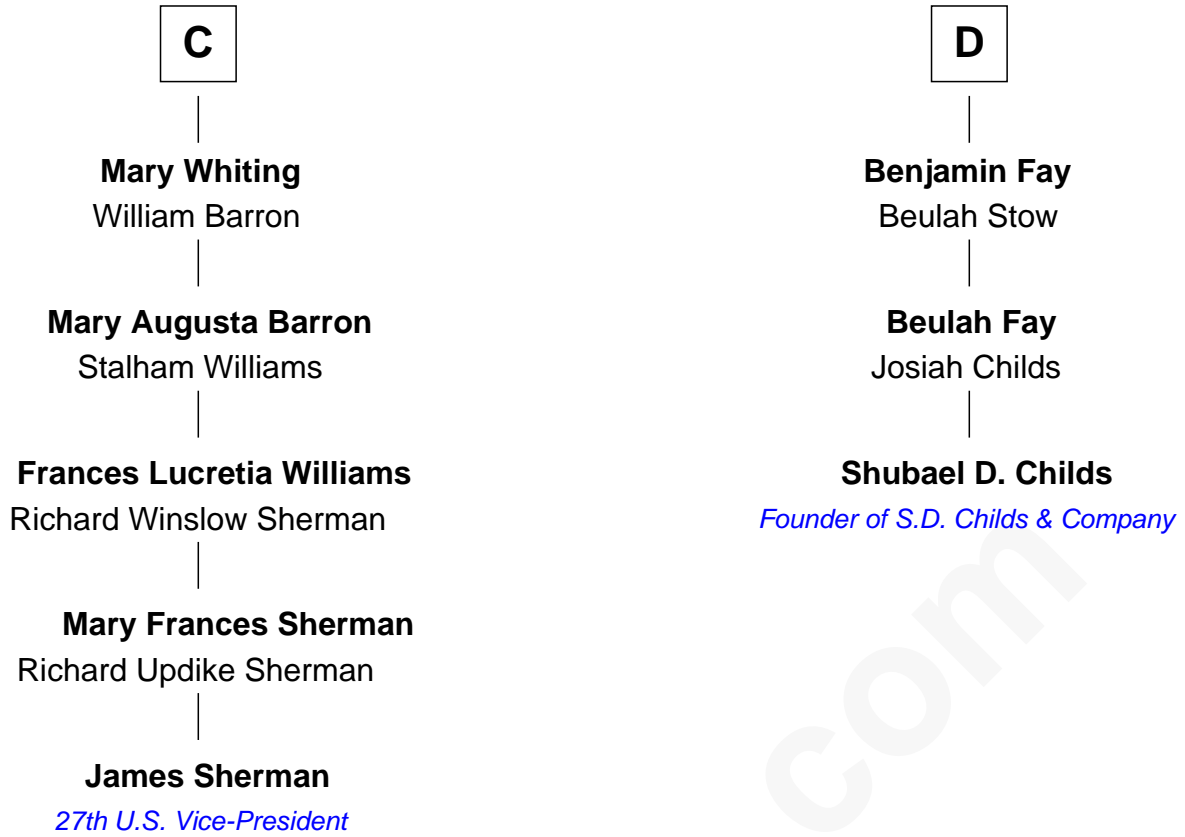 C
Mary Whiting
William Barron
Mary Augusta Barron
Stalham Williams
Frances Lucretia Williams
Richard Winslow Sherman
Mary Frances Sherman
Richard Updike Sherman
James Sherman
27th U.S. Vice-President
D
Benjamin Fay
Beulah Stow
Beulah Fay
Josiah Childs
Shubael D. Childs
Founder of S.D. Childs & Company
com